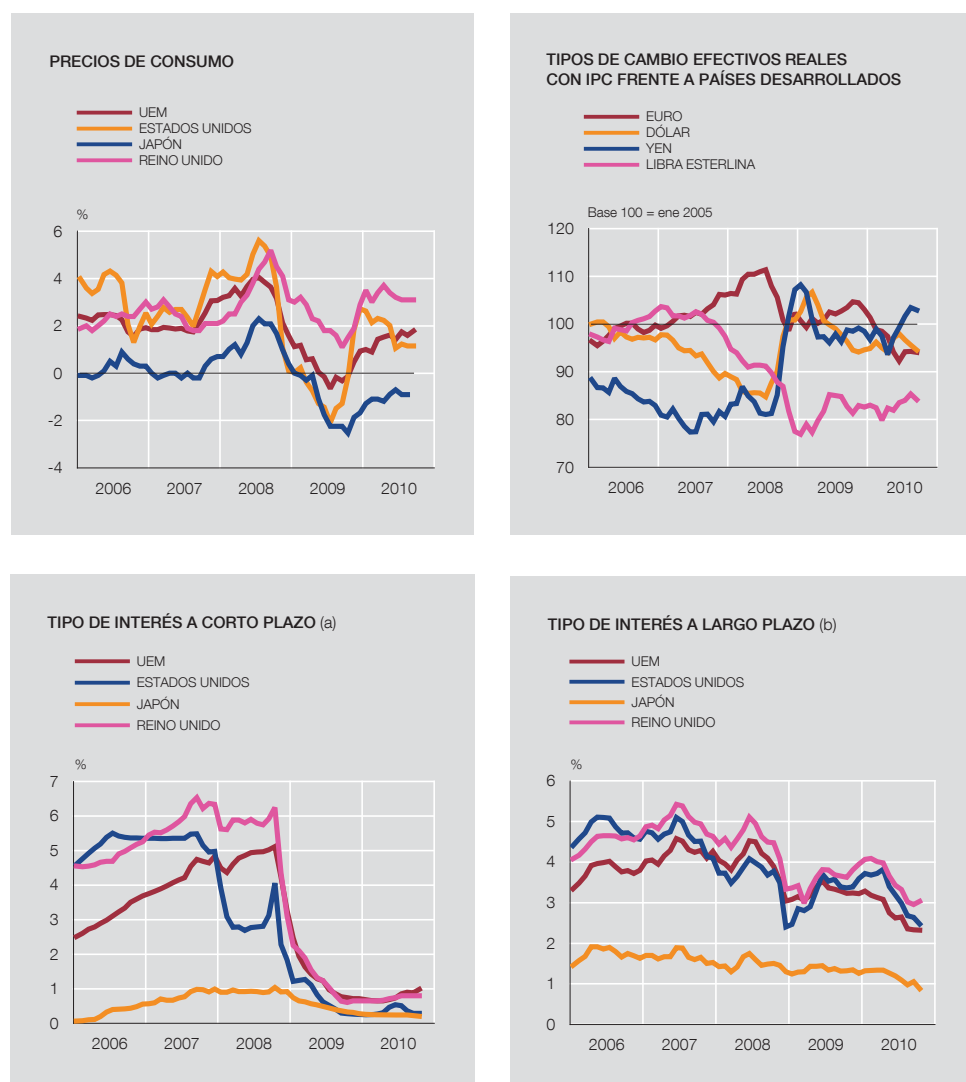 PRECIOS DE CONSUMO
UEM
ESTADOS UNIDOS
JAPÓN
REINO UNIDO
%
6
4
2
0
-2
-4
2006 2007 2008 2009 2010
TIPOS DE CAMBIO EFECTIVOS REALES
CON IPC FRENTE A PAÍSES DESARROLLADOS
EURO
DÓLAR
YEN
LIBRA ESTERLINA
Base 100 = ene 2005
120
110
100
90
80
70
2006 2007 2008 2009 2010
TIPO DE INTERÉS A CORTO PLAZO (a)
UEM
ESTADOS UNIDOS
JAPÓN
REINO UNIDO
%
7
6
5
4
3
2
1
0
2006 2007 2008 2009 2010
TIPO DE INTERÉS A LARGO PLAZO (b)
UEM
ESTADOS UNIDOS
JAPÓN
REINO UNIDO
%
6
5
4
3
2
1
0
2006 2007 2008 2009 2010